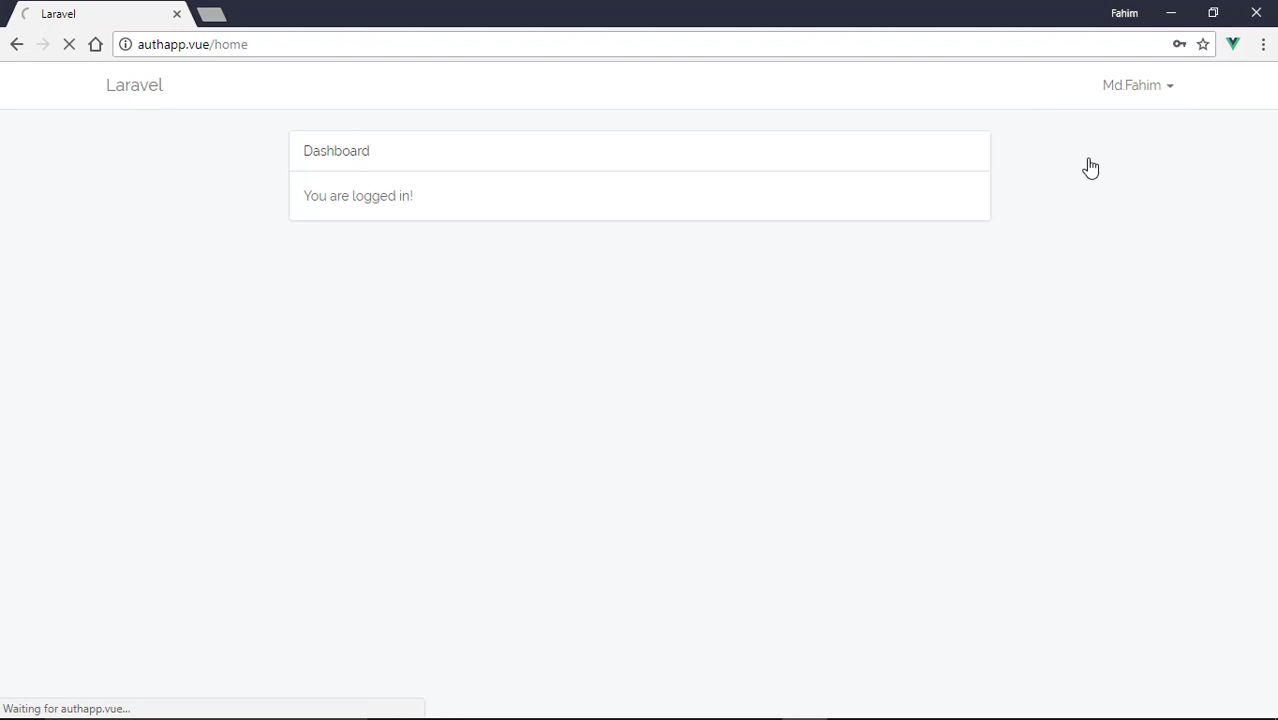 Laravel
Fahim
authapp.vue/home
Laravel
Md.Fahim
Dashboard
You are logged in!
Waiting for authapp.vue...